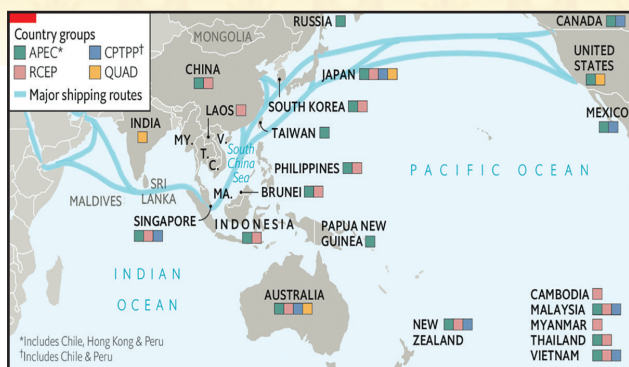 Country groups
APEC* CPTPP†
RCEP QUAD
Major shipping routes
RUSSIA
CANADA
MONGOLIA
UNITED
STATES
CHINA
JAPAN
LAOS
SOUTH KOREA
MEXICO
INDIA
MY.
V.
TAIWAN
T.
South
China
Sea
C.
PHILIPPINES
PACIFIC OCEAN
SRI
LANKA
MALDIVES
MA.
BRUNEI
SINGAPORE
INDONESIA
PAPUA NEW
GUINEA
INDIAN
OCEAN
AUSTRALIA
NEW
ZEALAND
CAMBODIA
MALAYSIA
MYANMAR
THAILAND
VIETNAM
*Includes Chile, Hong Kong & Peru
†Includes Chile & Peru